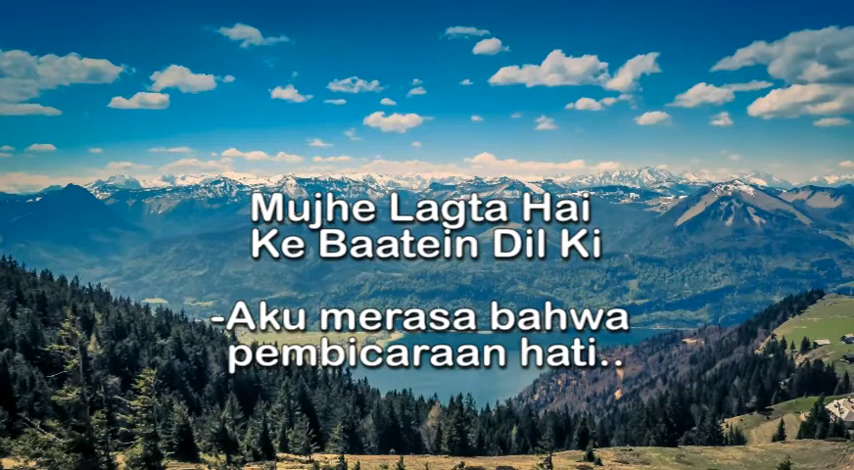 Mujhe Lagta Hai
Ke Baatein Dil Ki
-Aku merasa bahwa
pembicaraan hati..